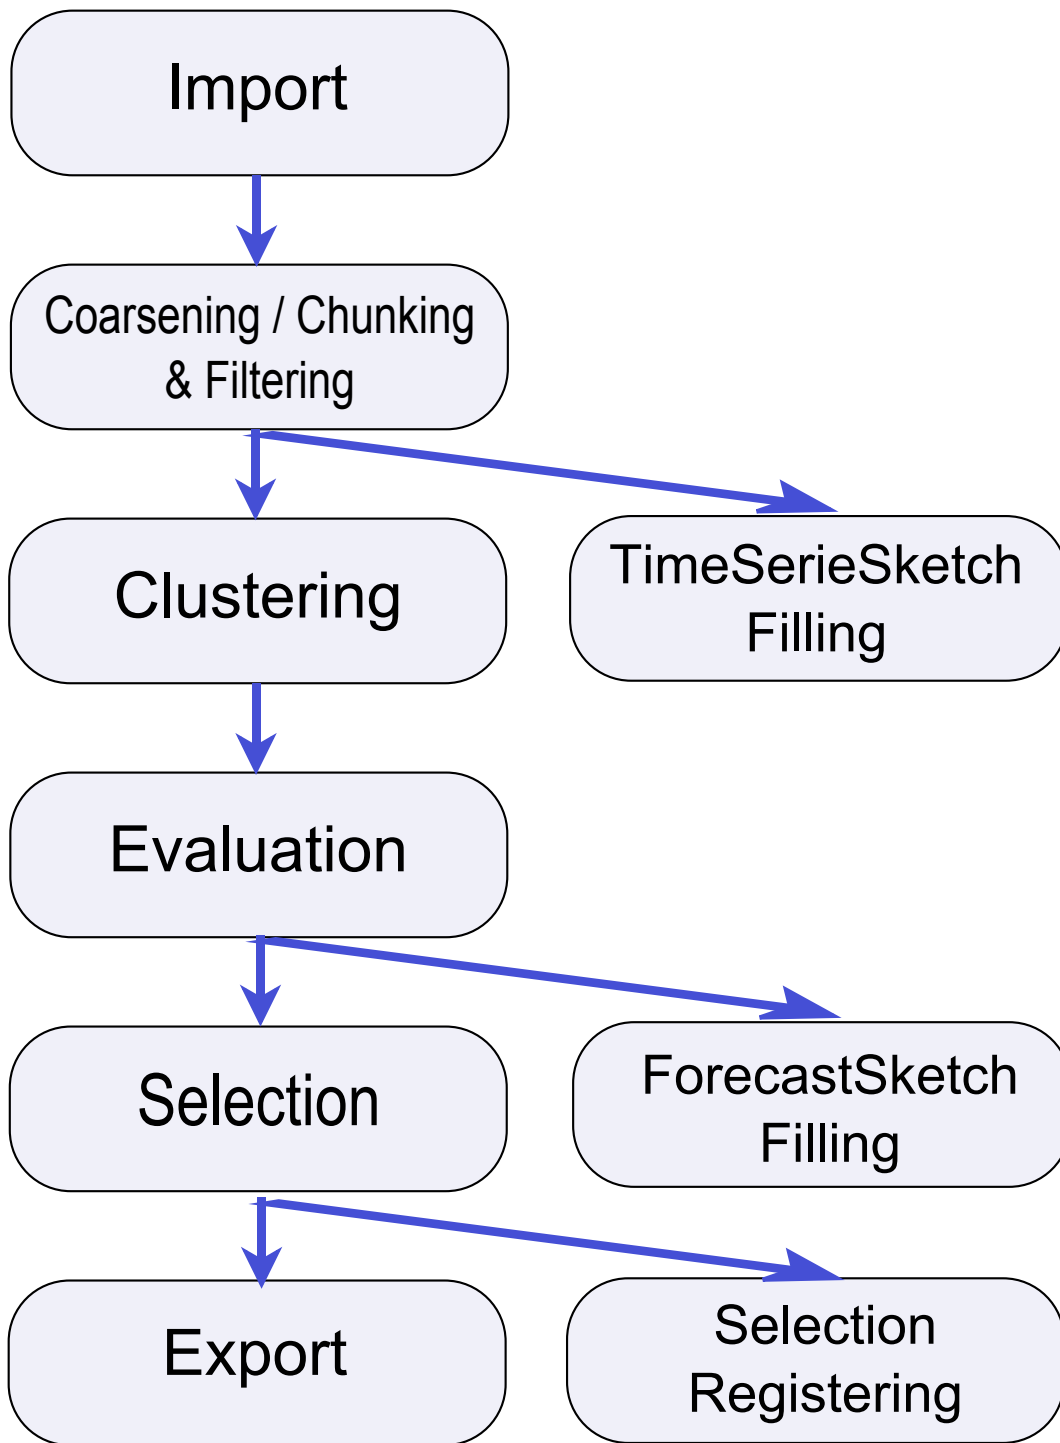 Import
Coarsening / Chunking
& Filtering
Clustering
TimeSerieSketch
Filling
Evaluation
Selection
ForecastSketch
Filling
Export
Selection
Registering